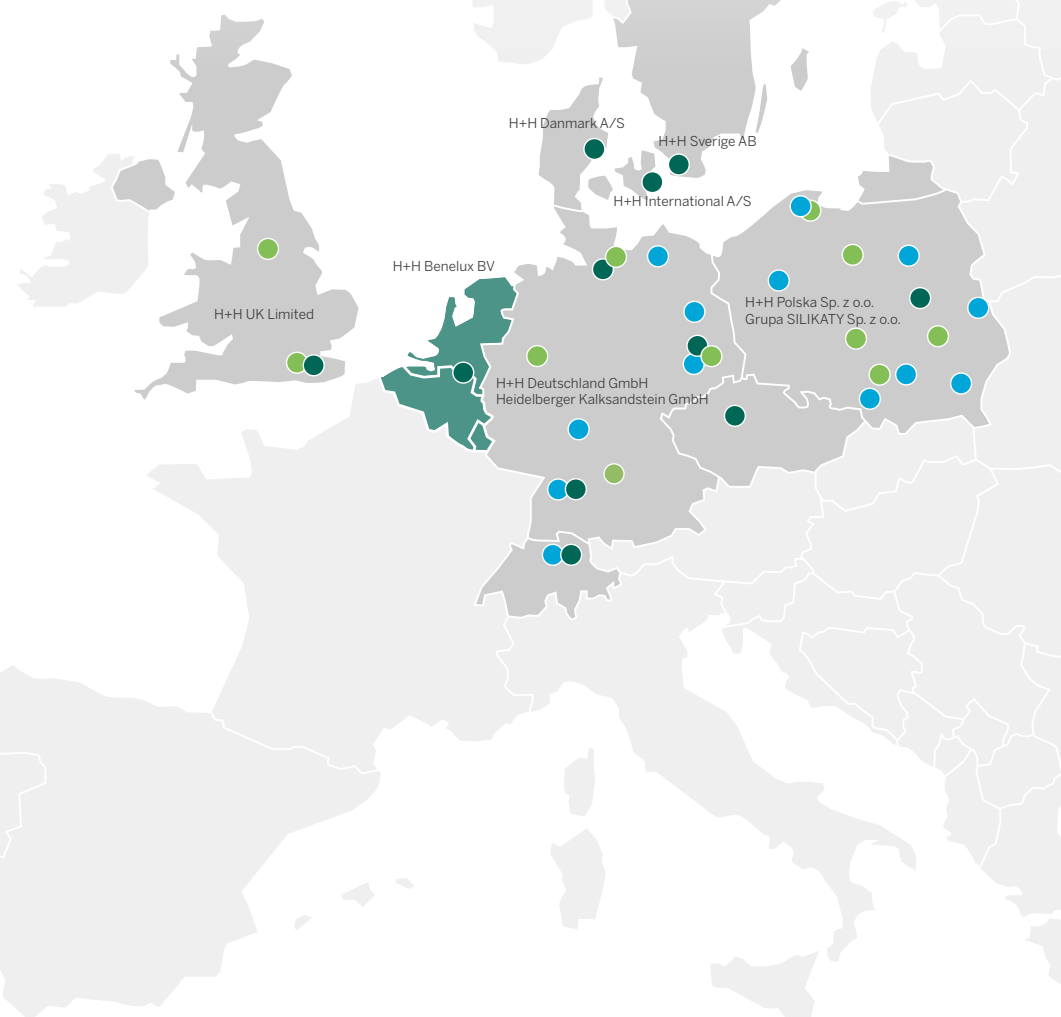 H+H Danmark A/S
H+H Sverige AB
H+H International A/S
H+H Benelux BV
H+H UK Limited
H+H Polska Sp. z o.o.
Grupa SILIKATY Sp. z o.o.
H+H Deutschland GmbH
Heidelberger Kalksandstein GmbH